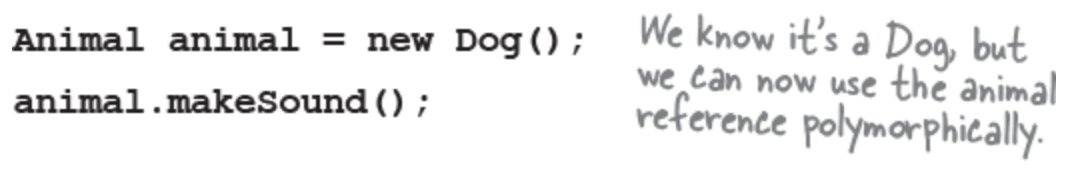 Animal animal = new Dog();
animal.makeSound();
We know it's a Dog, but
we can now use the animal
reference polymorphically.